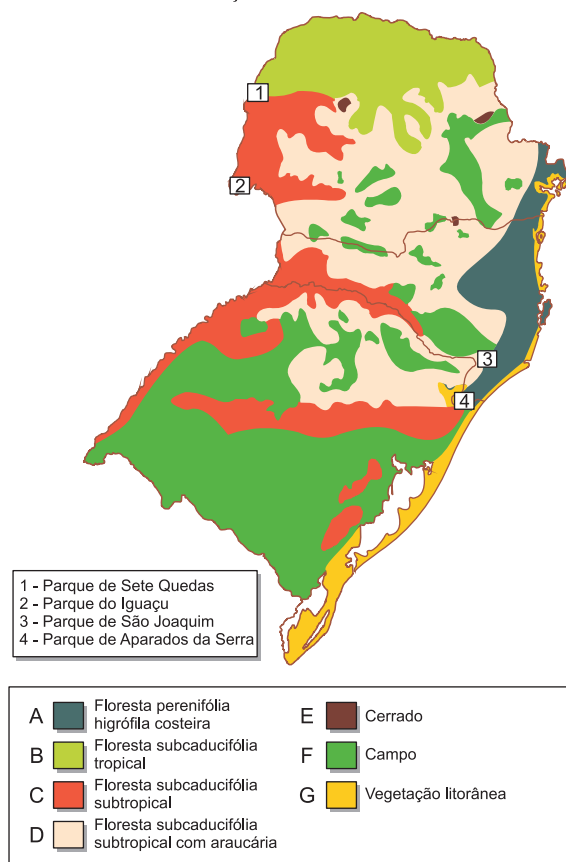 1
2
3
4
1 - Parque de Sete Quedas
2 - Parque do Iguaçu
3 - Parque de São Joaquim
4 - Parque de Aparados da Serra
A Floresta perenifólia
higrófila costeira
B Floresta subcaducifólia
tropical
C Floresta subcaducifólia
subtropical
D Floresta subcaducifólia
subtropical com araucária
E Cerrado
F Campo
G Vegetação litorânea